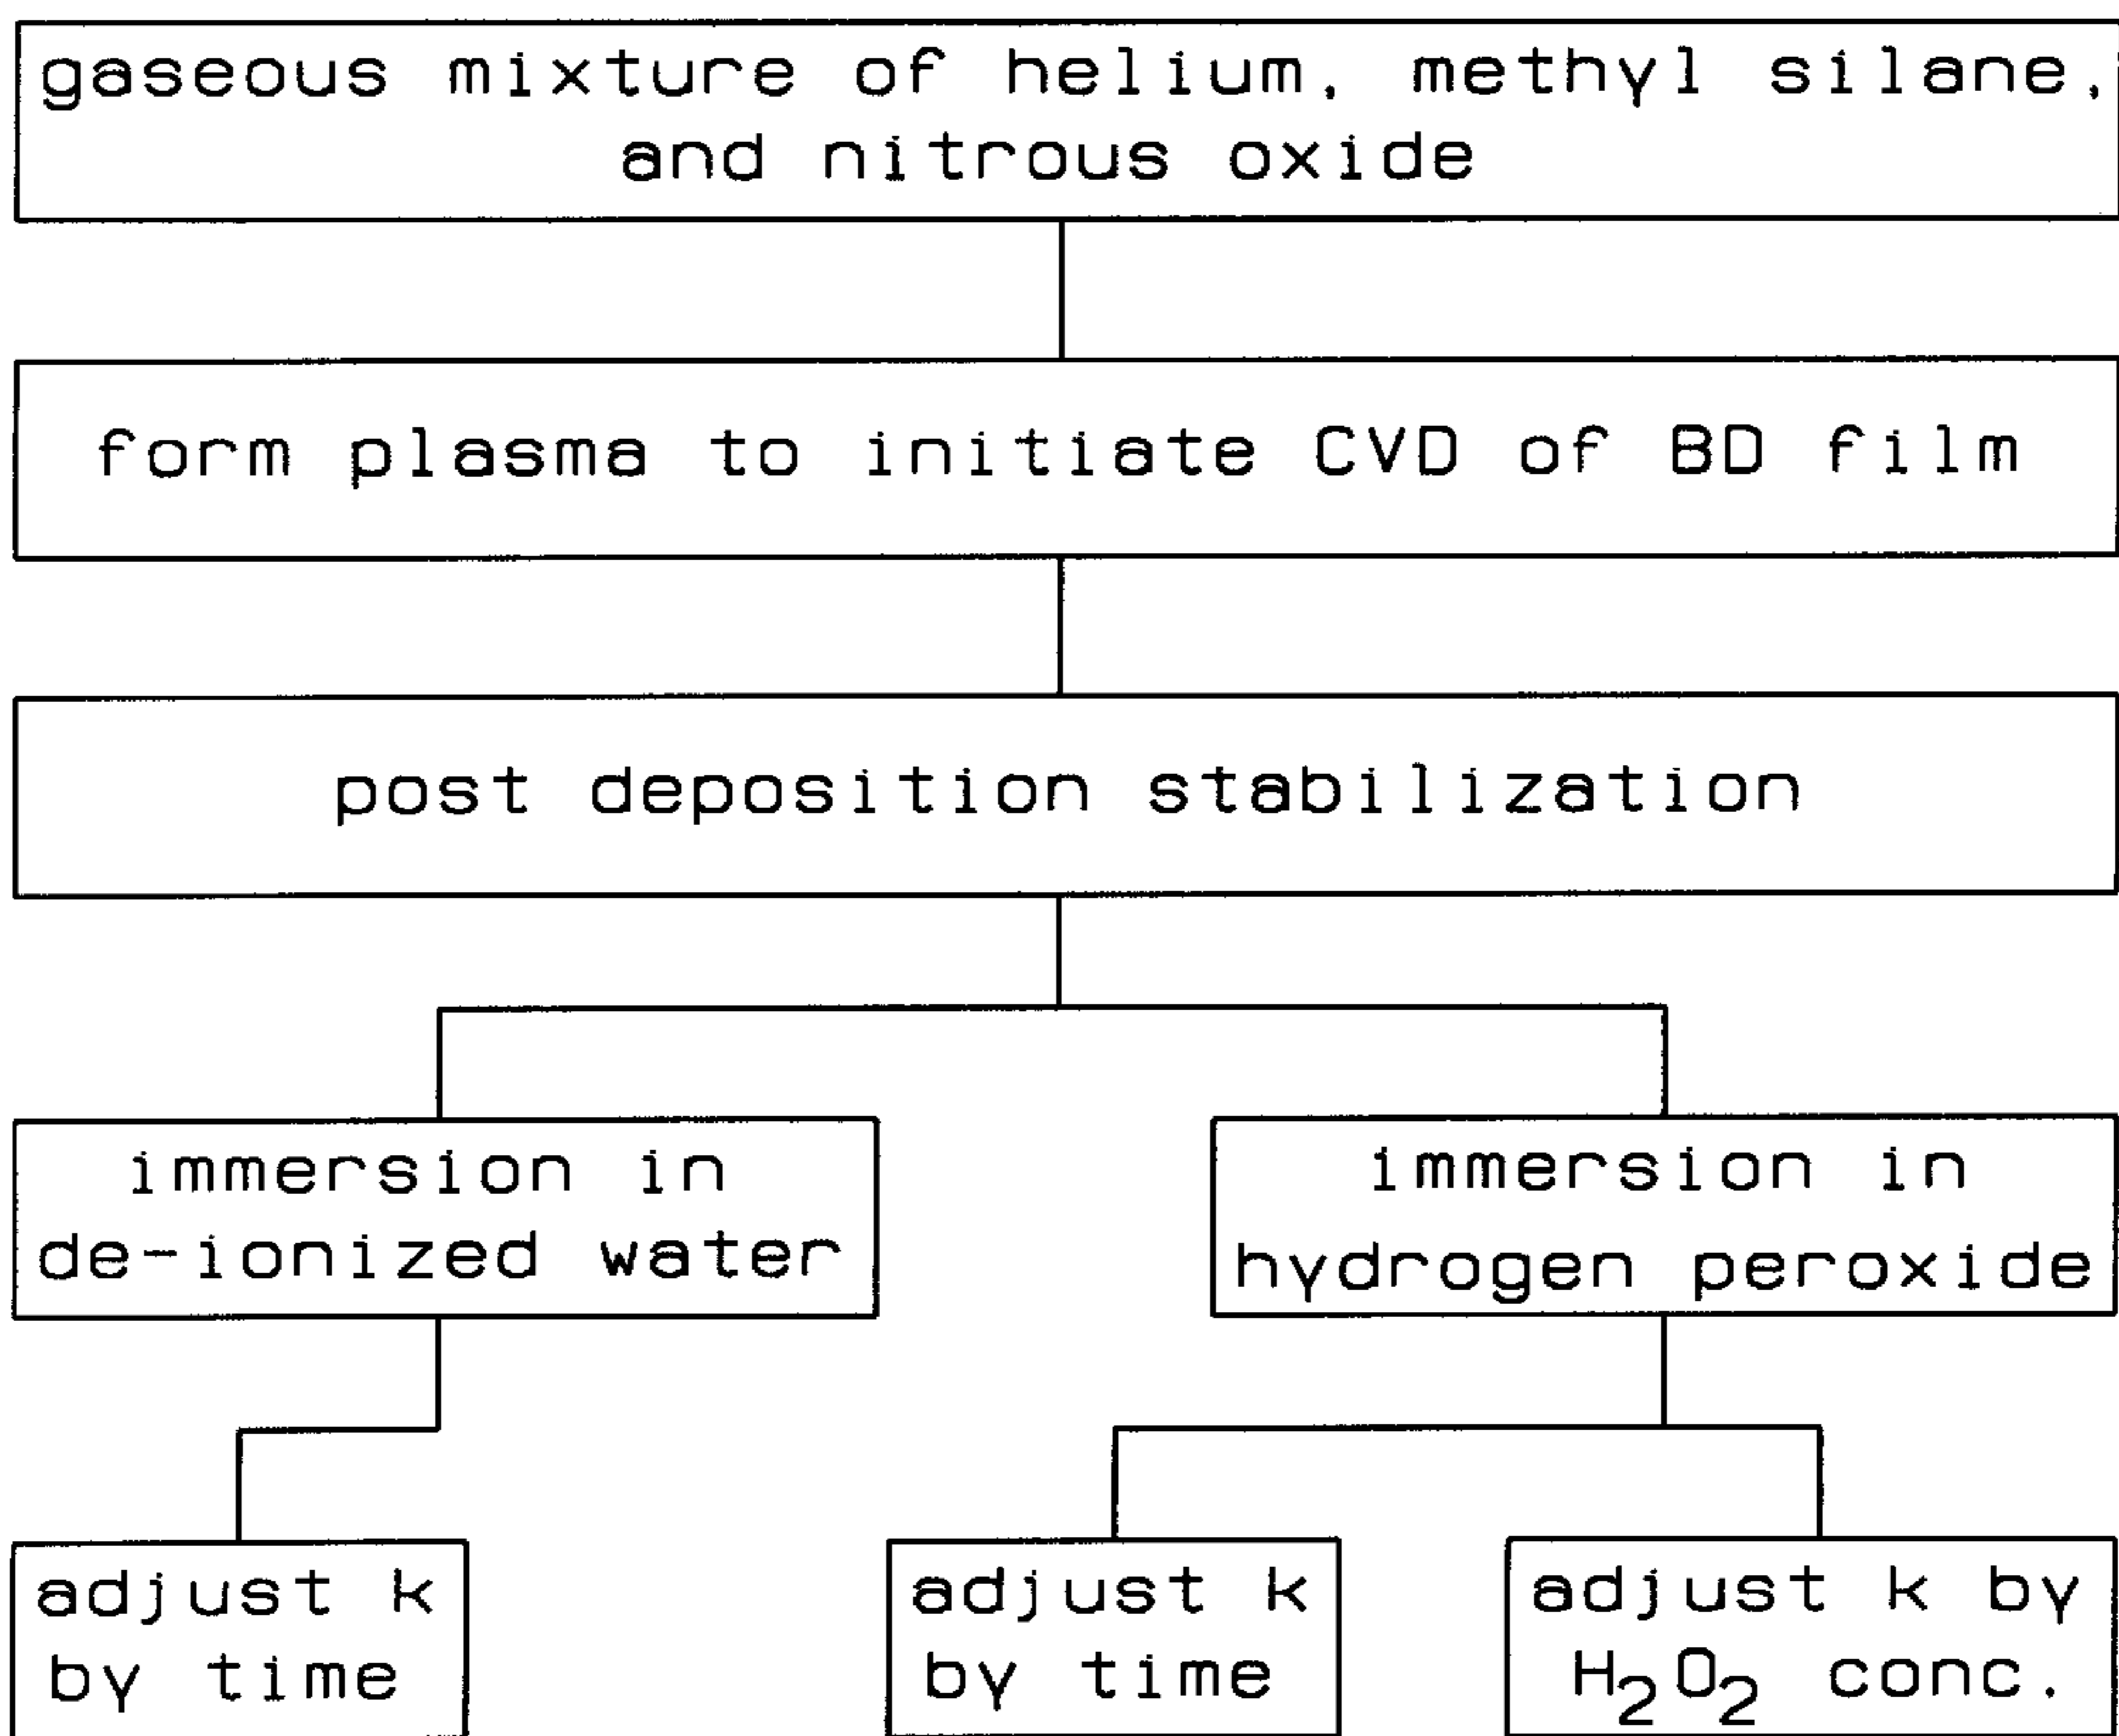 gaseous mixture of helium, methyl silane,
and nitrous oxide
form plasma to initiate CVD of BD film
post deposition stabilization
immersion in
de-ionized water
immersion in
hydrogen peroxide
adjust k
by time
adjust k
by time
adjust k by
H₂O₂ conc.